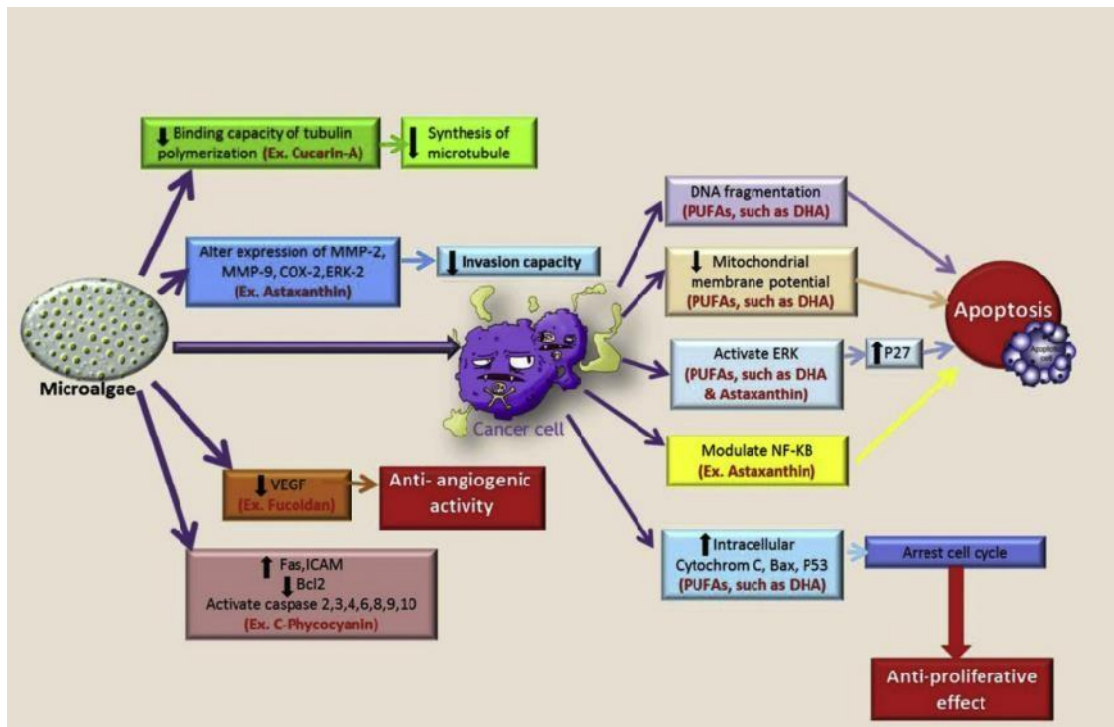 Binding capacity of tubulin
polymerization (Ex. Cucarin-A)
Synthesis of
microtubule
Alter expression of MMP-2,
MMP-9, COX-2,ERK-2
(Ex. Astaxanthin)
Invasion capacity
Microalgae
Cancer cell
VEGF
(Ex. Fucoidan)
Anti- angiogenic
activity
Fas,ICAM
Bcl2
Activate caspase 2,3,4,6,8,9,10
(Ex. C-Phycocyanin)
DNA fragmentation
(PUFAs, such as DHA)
Mitochondrial
membrane potential
(PUFAs, such as DHA)
Activate ERK
(PUFAs, such as DHA
& Astaxanthin)
P27
Modulate NF-KB
(Ex. Astaxanthin)
Intracellular
Cytochrom C, Bax, P53
(PUFAs, such as DHA)
Arrest cell cycle
Apoptosis
cell
Anti-proliferative
effect